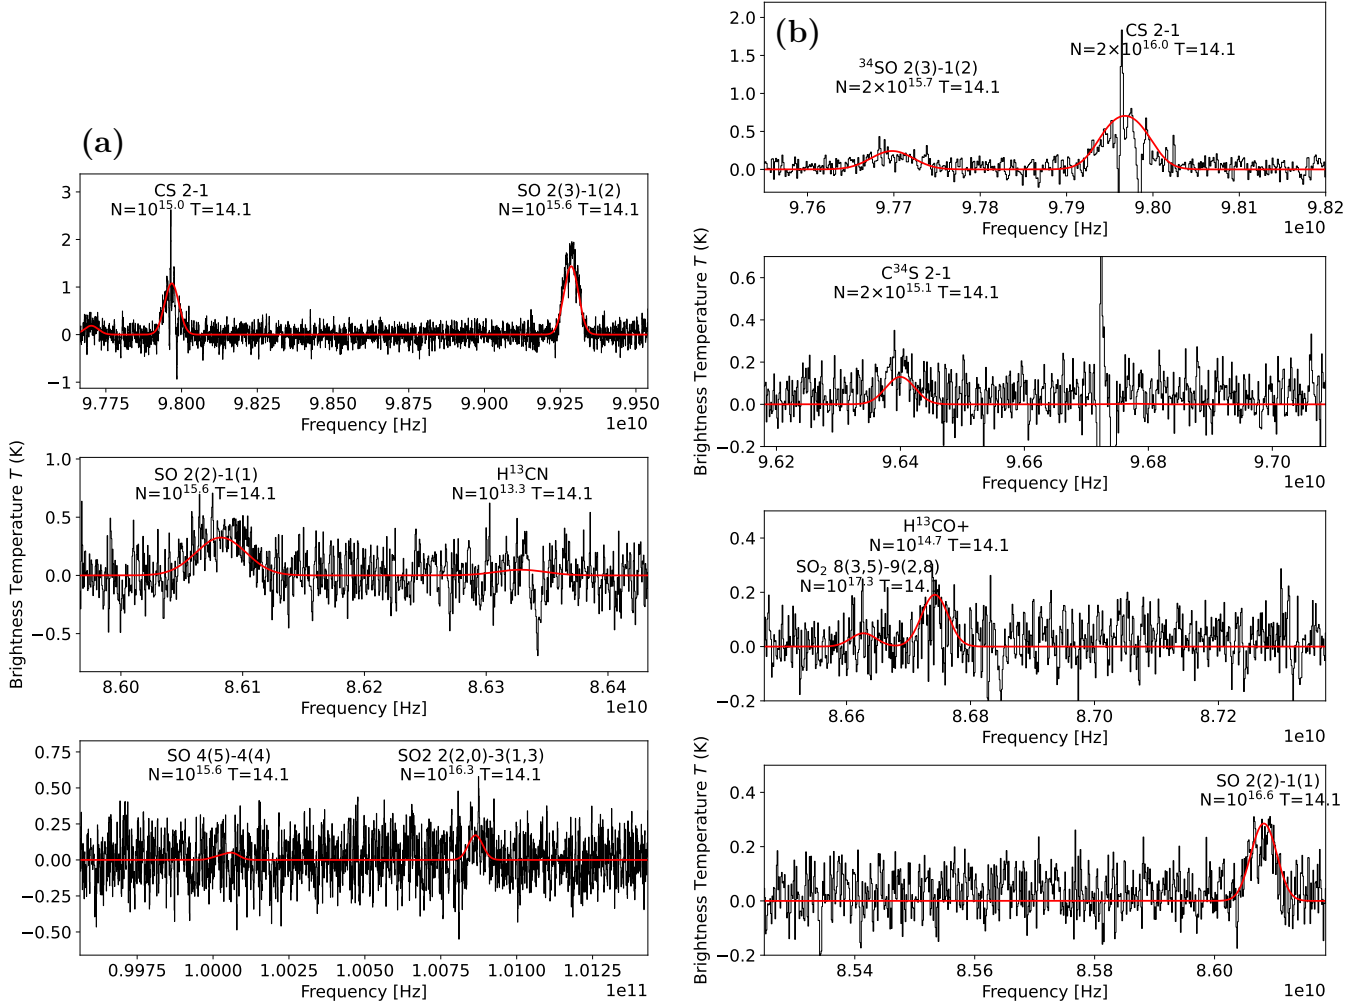 (a)
CS 2-1
N=10^15.0 T=14.1
SO 2(3)-1(2)
N=10^15.6 T=14.1
3
2
1
0
−1
9.775 9.800 9.825 9.850 9.875 9.900 9.925 9.950
1e10
Frequency [Hz]
Brightness Temperature T (K)
1.0
0.5
0.0
−0.5
SO 2(2)-1(1)
N=10^15.6 T=14.1
H^13CN
N=10^13.3 T=14.1
8.60 8.61 8.62 8.63 8.64
1e10
Frequency [Hz]
0.75
0.50
0.25
0.00
−0.25
−0.50
SO 4(5)-4(4)
N=10^15.6 T=14.1
SO2 2(2,0)-3(1,3)
N=10^16.3 T=14.1
0.9975 1.0000 1.0025 1.0050 1.0075 1.0100 1.0125
1e11
Frequency [Hz]
(b)
2.0
1.5
1.0
0.5
0.0
^34SO 2(3)-1(2)
N=2×10^15.7 T=14.1
CS 2-1
N=2×10^16.0 T=14.1
9.76 9.77 9.78 9.79 9.80 9.81 9.82
1e10
Frequency [Hz]
Brightness Temperature T (K)
0.6
0.4
0.2
0.0
−0.2
C^34S 2-1
N=2×10^15.1 T=14.1
9.62 9.64 9.66 9.68 9.70
1e10
Frequency [Hz]
0.4
0.2
0.0
−0.2
H^13CO+
N=10^14.7 T=14.1
SO₂ 8(3,5)-9(2,8)
N=10^17.3 T=14.
8.66 8.68 8.70 8.72
1e10
Frequency [Hz]
Brightness Temperature T (K)
0.4
0.2
0.0
−0.2
SO 2(2)-1(1)
N=10^16.6 T=14.1
8.54 8.56 8.58 8.60
1e10
Frequency [Hz]